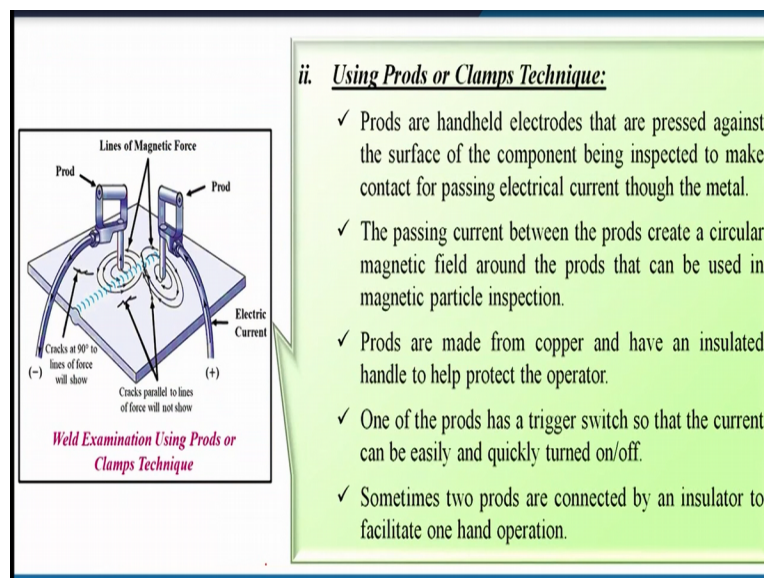 ii. Using Prods or Clamps Technique:
✓ Prods are handheld electrodes that are pressed against
the surface of the component being inspected to make
contact for passing electrical current though the metal.
✓ The passing current between the prods create a circular
magnetic field around the prods that can be used in
magnetic particle inspection.
✓ Prods are made from copper and have an insulated
handle to help protect the operator.
✓ One of the prods has a trigger switch so that the current
can be easily and quickly turned on/off.
✓ Sometimes two prods are connected by an insulator to
facilitate one hand operation.
Lines of Magnetic Force
Prod
Prod
Electric
Current
Cracks at 90° to
lines of force
will show
(−)
(+)
Cracks parallel to lines
of force will not show
Weld Examination Using Prods or
Clamps Technique